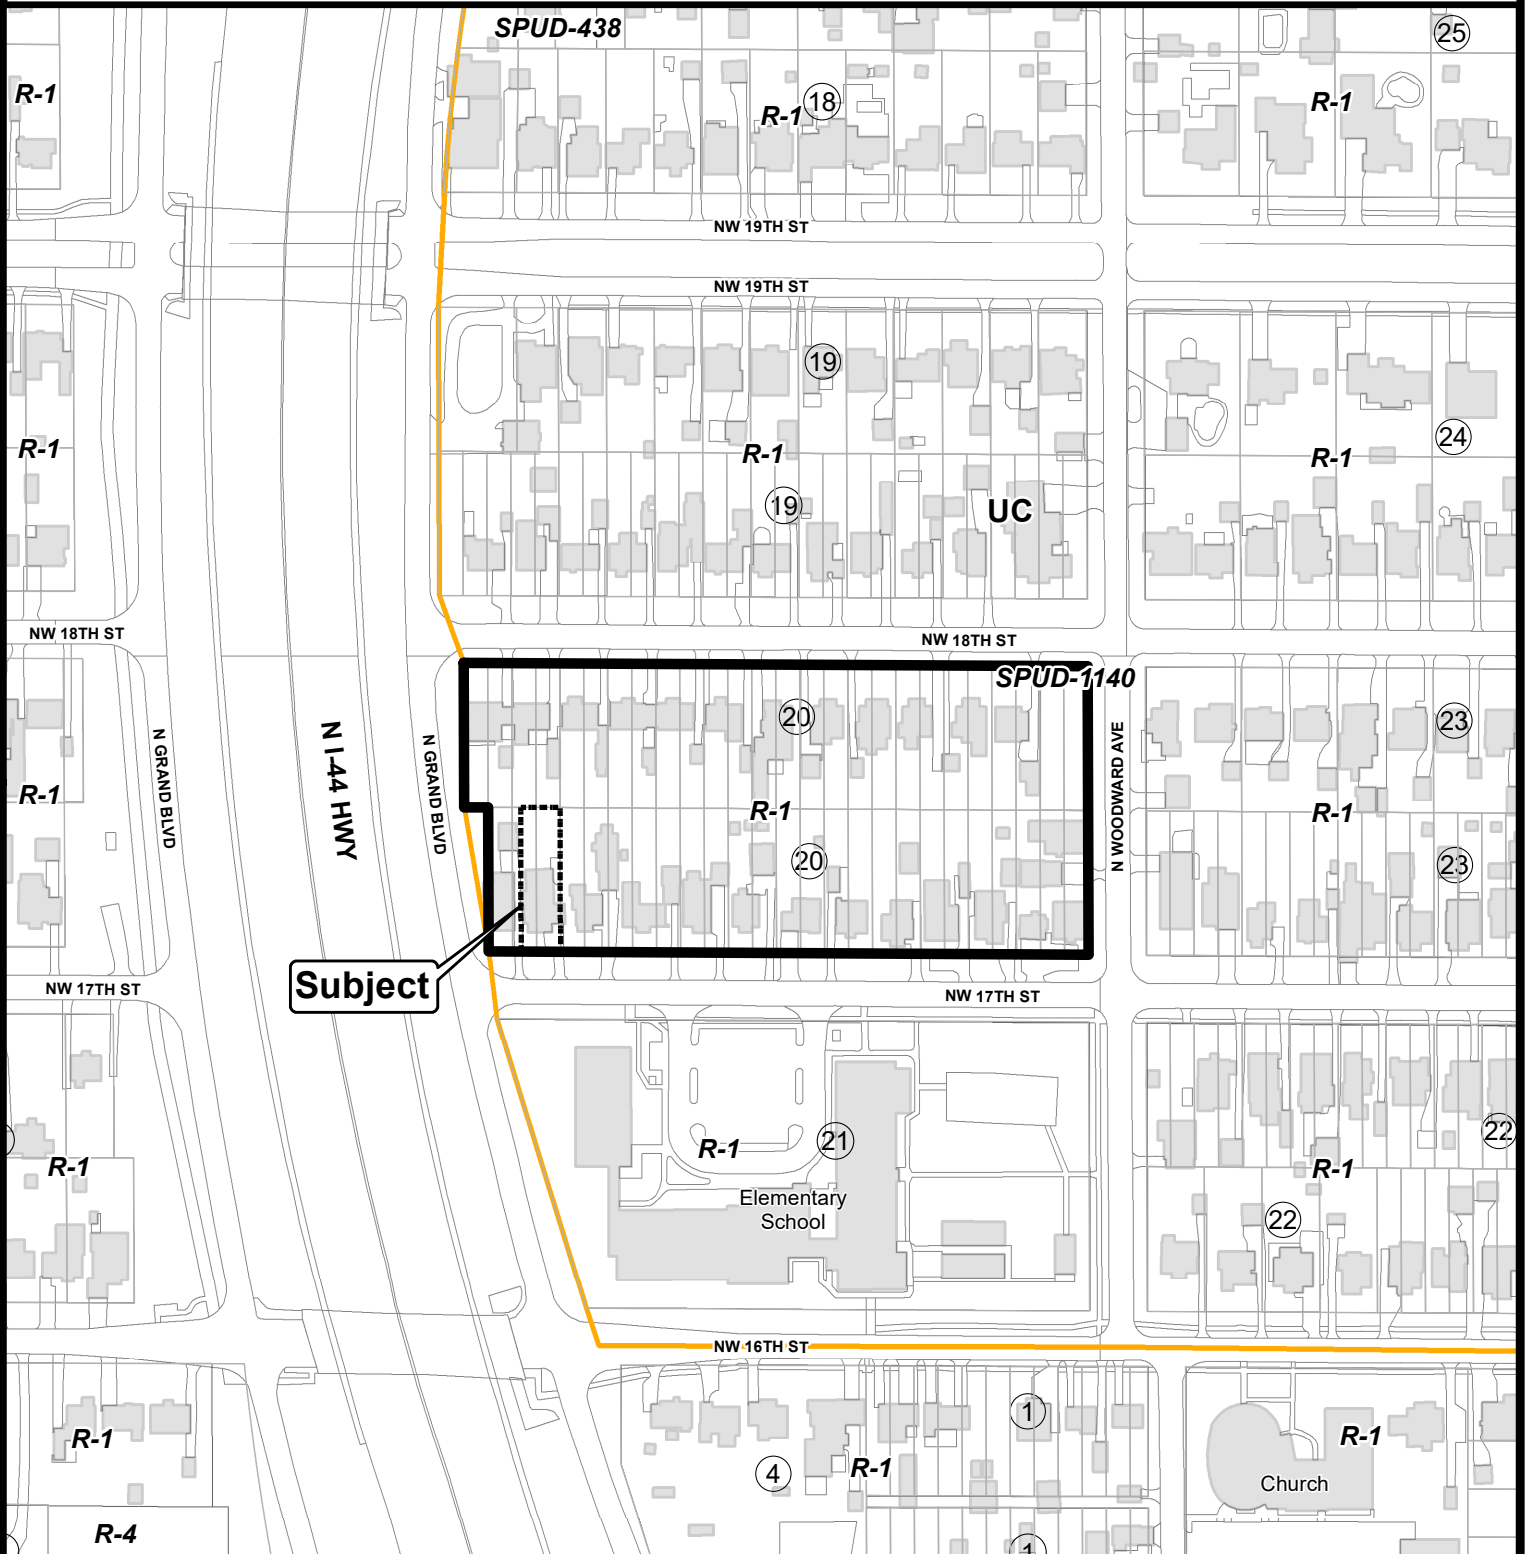 SPUD-438
25
R-1
R-1
18
R-1
NW 19TH ST
NW 19TH ST
19
R-1
R-1
24
R-1
19
UC
NW 18TH ST
NW 18TH ST
SPUD-1140
20
23
N GRAND BLVD
N I-44 HWY
N GRAND BLVD
N WOODWARD AVE
R-1
R-1
R-1
20
23
Subject
NW 17TH ST
NW 17TH ST
R-1
21
22
R-1
R-1
Elementary
School
22
NW 16TH ST
1
R-1
R-1
4
R-1
Church
R-4
1